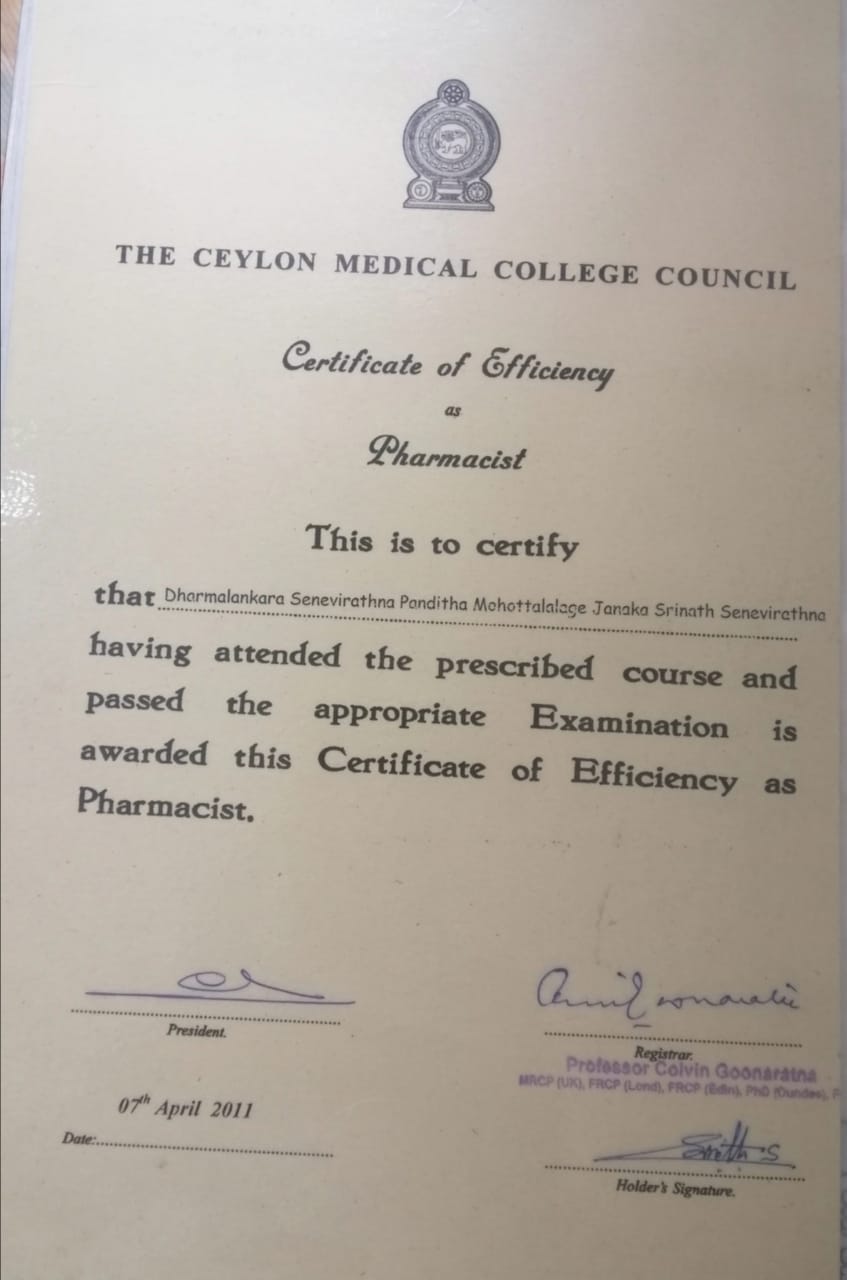 THE CEYLON MEDICAL COLLEGE COUNCIL
Certificate of Efficiency
as
Pharmacist
This is to certify
that Dharmalankara Senevirathna Panditha Mohottalalage Janaka Srinath Senevirathna
having attended the prescribed course and
passed the appropriate Examination is
awarded this Certificate of Efficiency as
Pharmacist.
President.
Registrar.
Professor Colvin Goonaratna
MRCP (UK), FRCP (Lond), FRCP (Edin), PhD (Dundee),
07th April 2011
Date:
Holder's Signature.